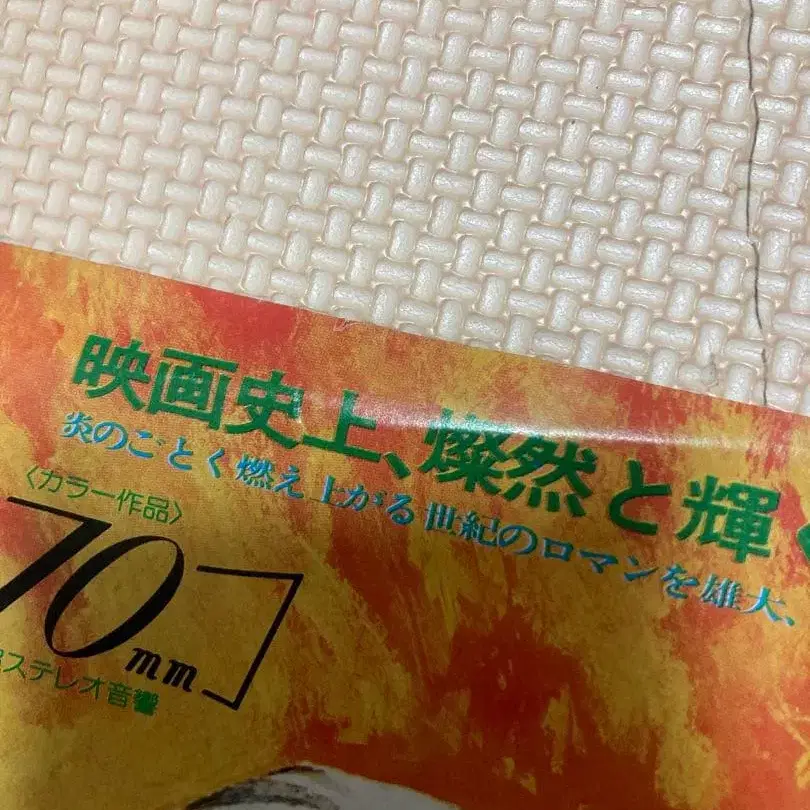 映画史上、燦然と輝く
炎のごとく燃え上がる世紀のロマンを雄大、
〈カラー作品〉
70mm
ステレオ音響